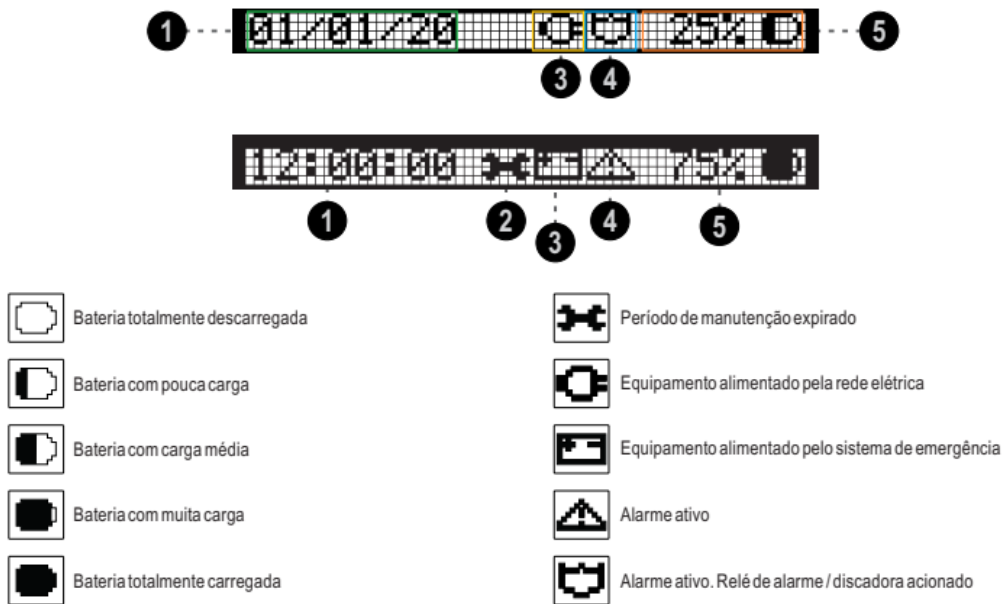 1 01/01/20 25% 5
3 4
12:00:00 75%
1 2 3 4 5
Bateria totalmente descarregada
Período de manutenção expirado
Bateria com pouca carga
Equipamento alimentado pela rede elétrica
Bateria com carga média
Equipamento alimentado pelo sistema de emergência
Bateria com muita carga
Alarme ativo
Bateria totalmente carregada
Alarme ativo. Relé de alarme / discadora acionado